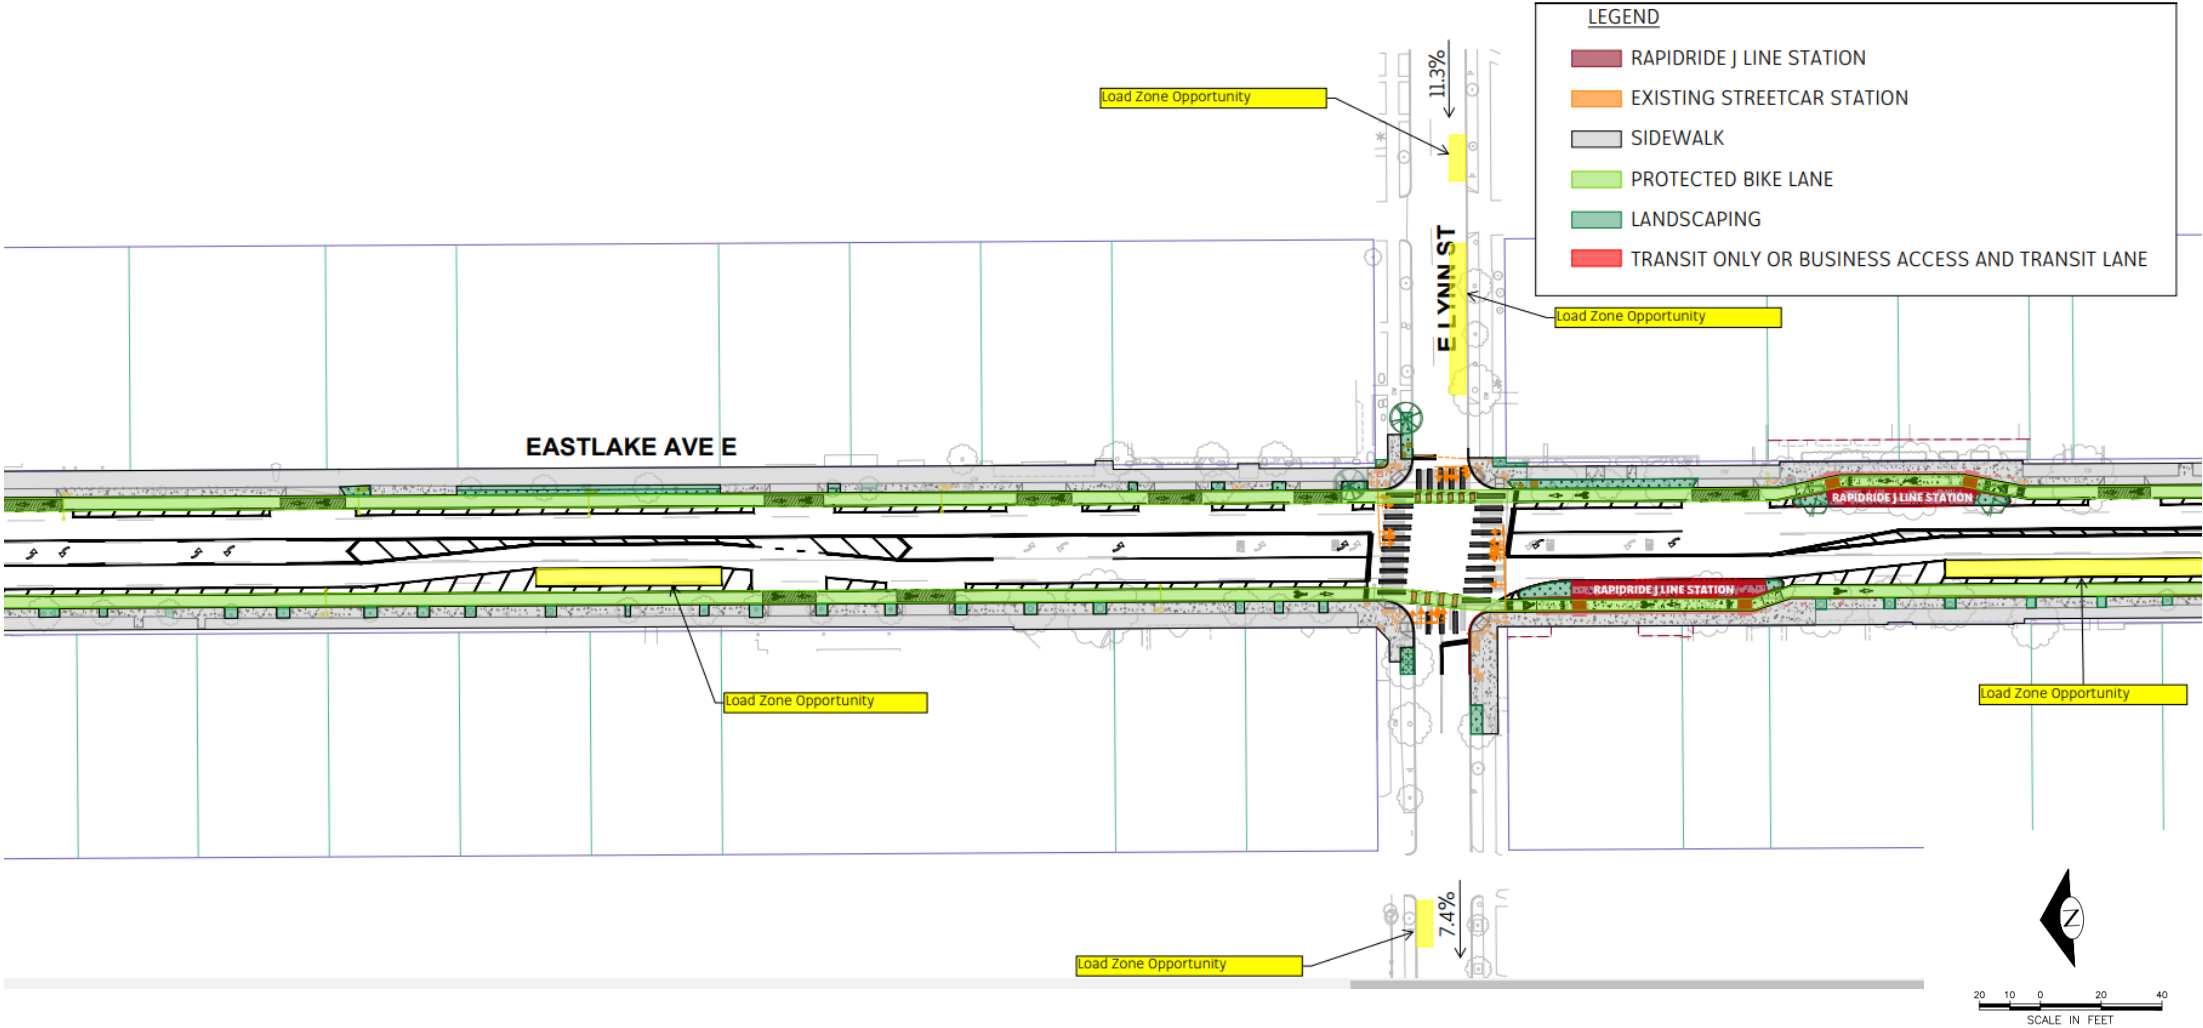 LEGEND
RAPIDRIDE J LINE STATION
EXISTING STREETCAR STATION
SIDEWALK
PROTECTED BIKE LANE
LANDSCAPING
TRANSIT ONLY OR BUSINESS ACCESS AND TRANSIT LANE
11.3%
Load Zone Opportunity
E LYNN ST
Load Zone Opportunity
EASTLAKE AVE E
RAPIDRIDE J LINE STATION
RAPIDRIDE J LINE STATION
Load Zone Opportunity
Load Zone Opportunity
7.4%
Load Zone Opportunity
N
20 10 0 20 40
SCALE IN FEET